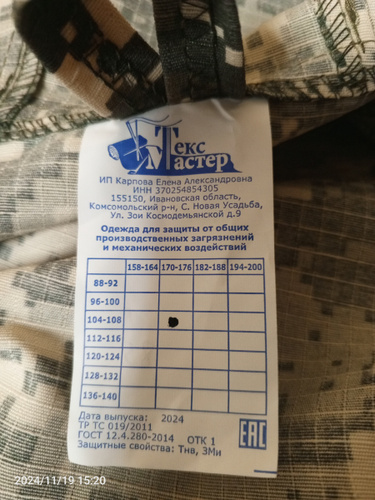 Текс
Мастер
ИП Карпова Елена Александровна
ИНН 370254854305
155150, Ивановская область,
Комсомольский р-н, С. Новая Усадьба,
Ул. Зои Космодемьянской д.9
Одежда для защиты от общих
производственных загрязнений
и механических воздействий
158-164 170-176 182-188 194-200
88-92
96-100
104-108
112-116
120-124
128-132
136-140
Дата выпуска: 2024
ТР ТС 019/2011
ГОСТ 12.4.280-2014 ОТК 1
Защитные свойства: Тнв, ЗМи
EAC
2024/11/19 15:20